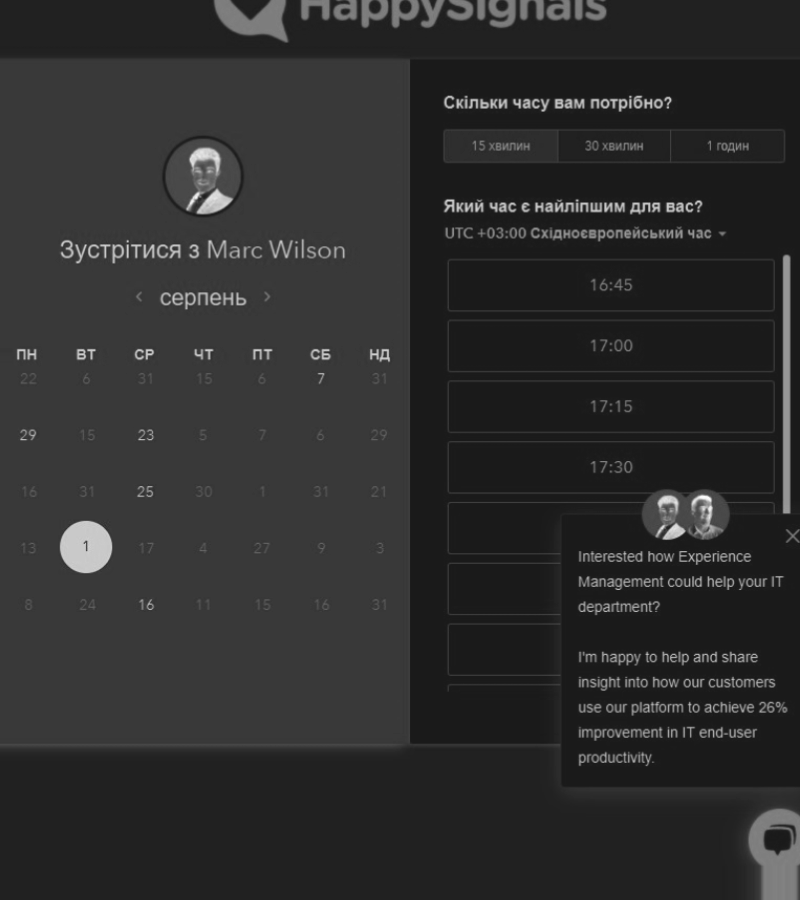 HappySignals
Зустрітися з Marc Wilson
серпень
ПН ВТ СР ЧТ ПТ СБ НД
22 6 31 15 6 7 31
29 15 23 5 7 6 29
16 31 25 30 1 31 21
13 1 17 4 27 9 3
8 24 16 11 15 16 31
Скільки часу вам потрібно?
15 хвилин 30 хвилин 1 годин
Який час є найліпшим для вас?
UTC +03:00 Східноєвропейський час
16:45
17:00
17:15
17:30
Interested how Experience
Management could help your IT
department?
I'm happy to help and share
insight into how our customers
use our platform to achieve 26%
improvement in IT end-user
productivity.